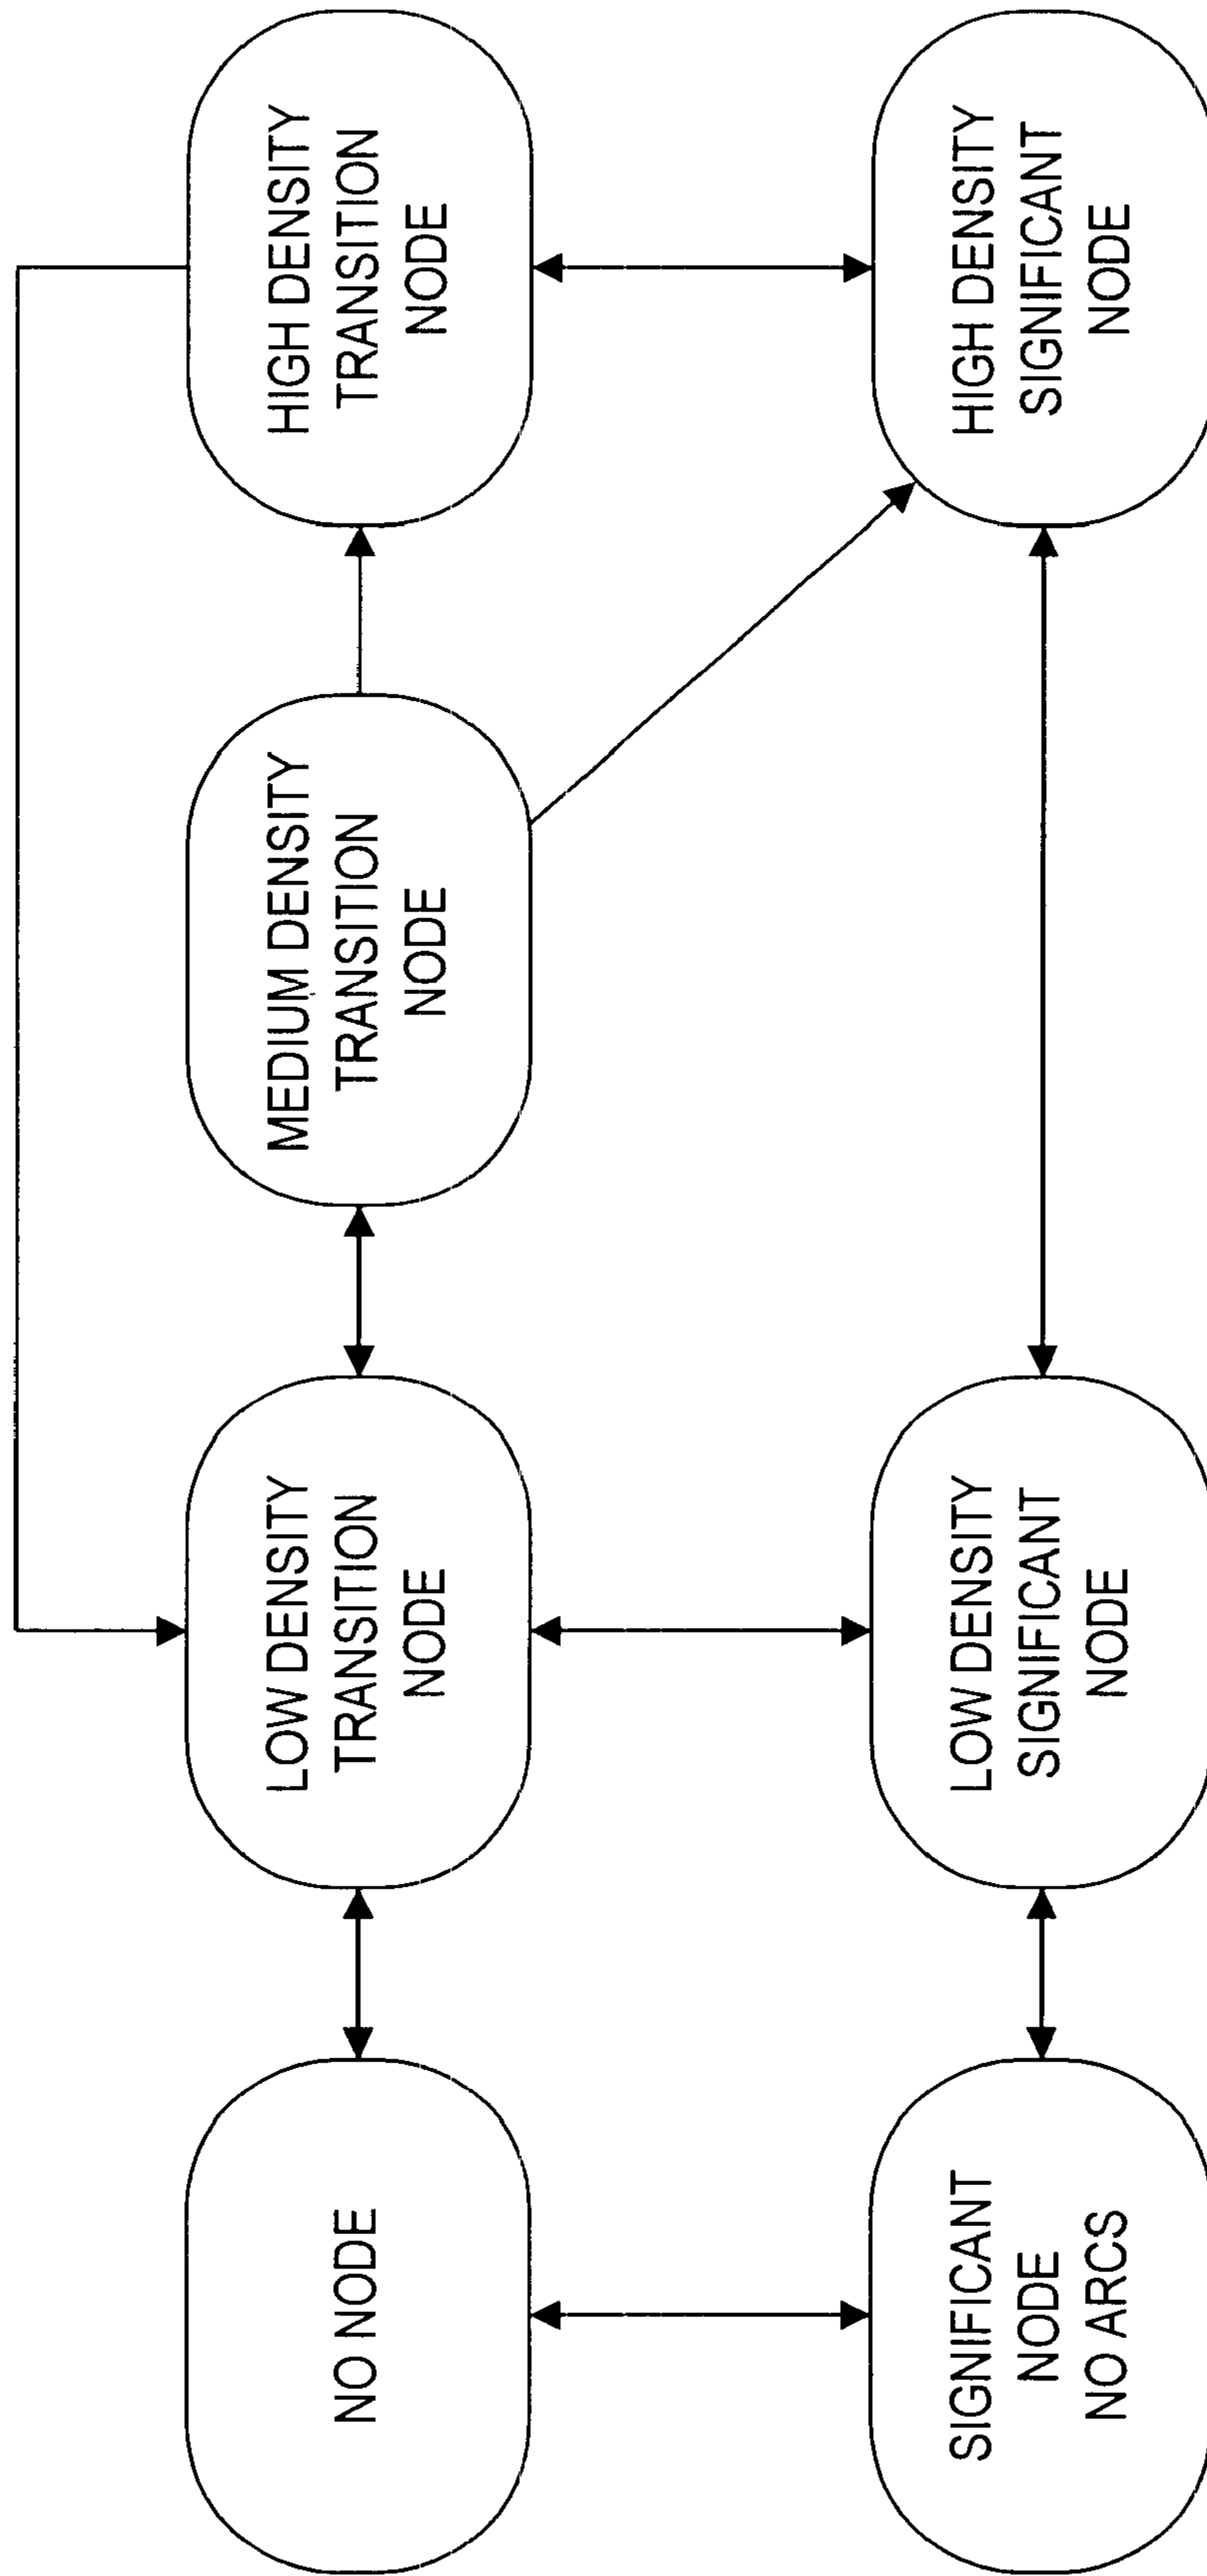 NO NODE
LOW DENSITY
TRANSITION
NODE
MEDIUM DENSITY
TRANSITION
NODE
HIGH DENSITY
TRANSITION
NODE
SIGNIFICANT
NODE
NO ARCS
LOW DENSITY
SIGNIFICANT
NODE
HIGH DENSITY
SIGNIFICANT
NODE